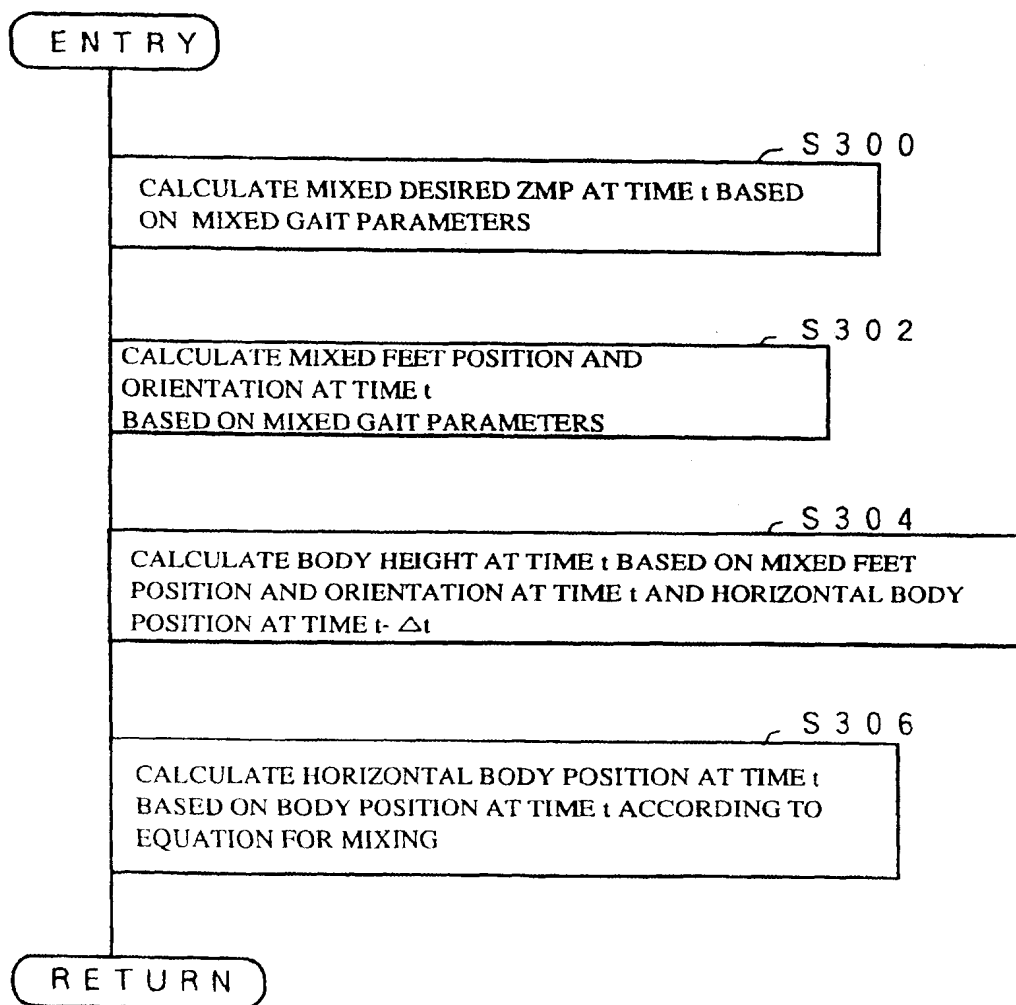 ENTRY
S300
CALCULATE MIXED DESIRED ZMP AT TIME t BASED
ON MIXED GAIT PARAMETERS
S302
CALCULATE MIXED FEET POSITION AND
ORIENTATION AT TIME t
BASED ON MIXED GAIT PARAMETERS
S304
CALCULATE BODY HEIGHT AT TIME t BASED ON MIXED FEET
POSITION AND ORIENTATION AT TIME t AND HORIZONTAL BODY
POSITION AT TIME t- △t
S306
CALCULATE HORIZONTAL BODY POSITION AT TIME t
BASED ON BODY POSITION AT TIME t ACCORDING TO
EQUATION FOR MIXING
RETURN